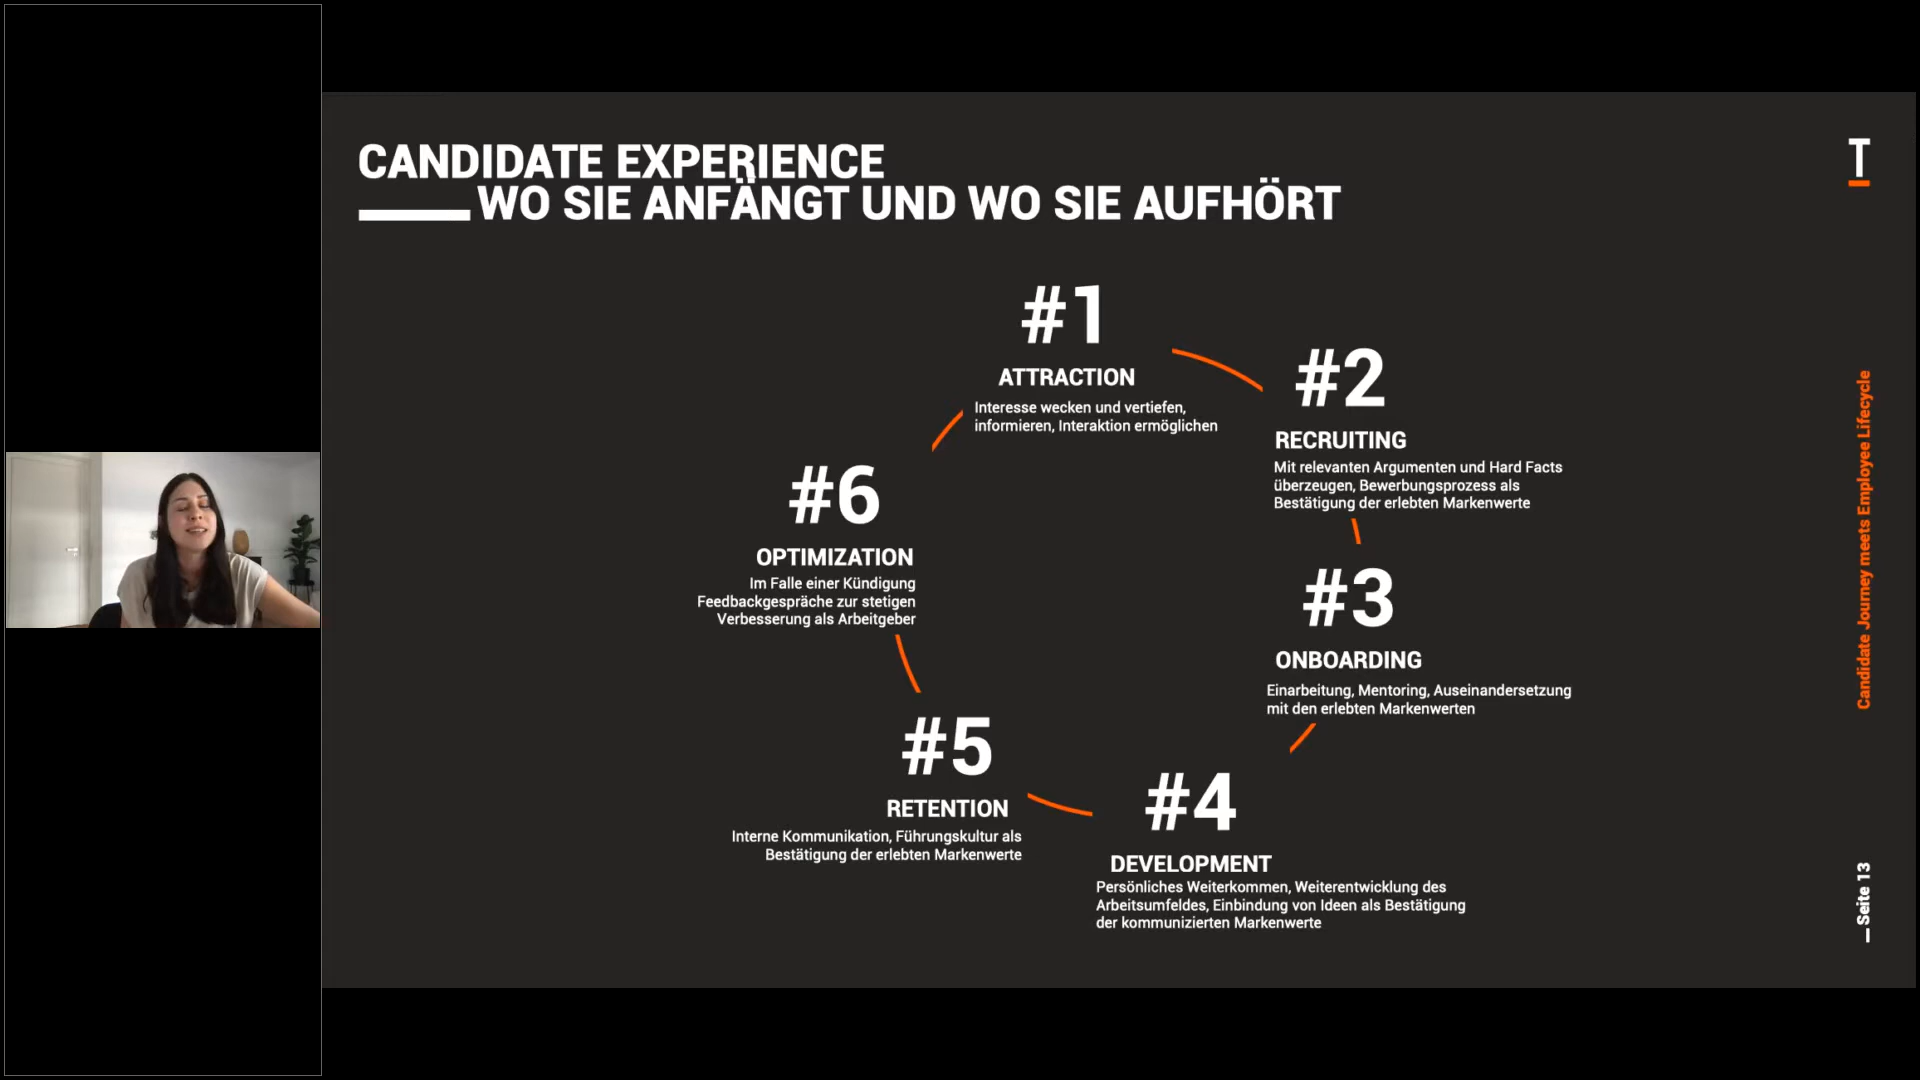 CANDIDATE EXPERIENCE
WO SIE ANFÄNGT UND WO SIE AUFHÖRT
T
#1
ATTRACTION
Interesse wecken und vertiefen,
informieren, Interaktion ermöglichen
#2
RECRUITING
Mit relevanten Argumenten und Hard Facts
überzeugen, Bewerbungsprozess als
Bestätigung der erlebten Markenwerte
#3
ONBOARDING
Einarbeitung, Mentoring, Auseinandersetzung
mit den erlebten Markenwerten
#4
DEVELOPMENT
Persönliches Weiterkommen, Weiterentwicklung des
Arbeitsumfeldes, Einbindung von Ideen als Bestätigung
der kommunizierten Markenwerte
#5
RETENTION
Interne Kommunikation, Führungskultur als
Bestätigung der erlebten Markenwerte
#6
OPTIMIZATION
Im Falle einer Kündigung
Feedbackgespräche zur stetigen
Verbesserung als Arbeitgeber
Candidate Journey meets Employee Lifecycle
_Seite 13